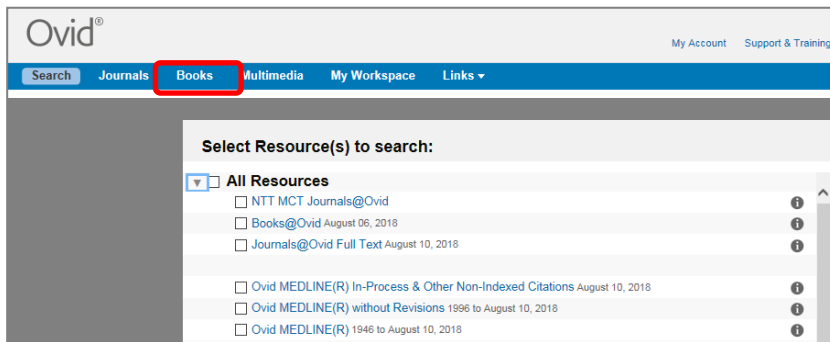 Ovid®
My Account Support & Training
Search Journals Books Multimedia My Workspace Links
Select Resource(s) to search:
All Resources
NTT MCT Journals@Ovid
Books@Ovid August 06, 2018
Journals@Ovid Full Text August 10, 2018
Ovid MEDLINE(R) In-Process & Other Non-Indexed Citations August 10, 2018
Ovid MEDLINE(R) without Revisions 1996 to August 10, 2018
Ovid MEDLINE(R) 1946 to August 10, 2018